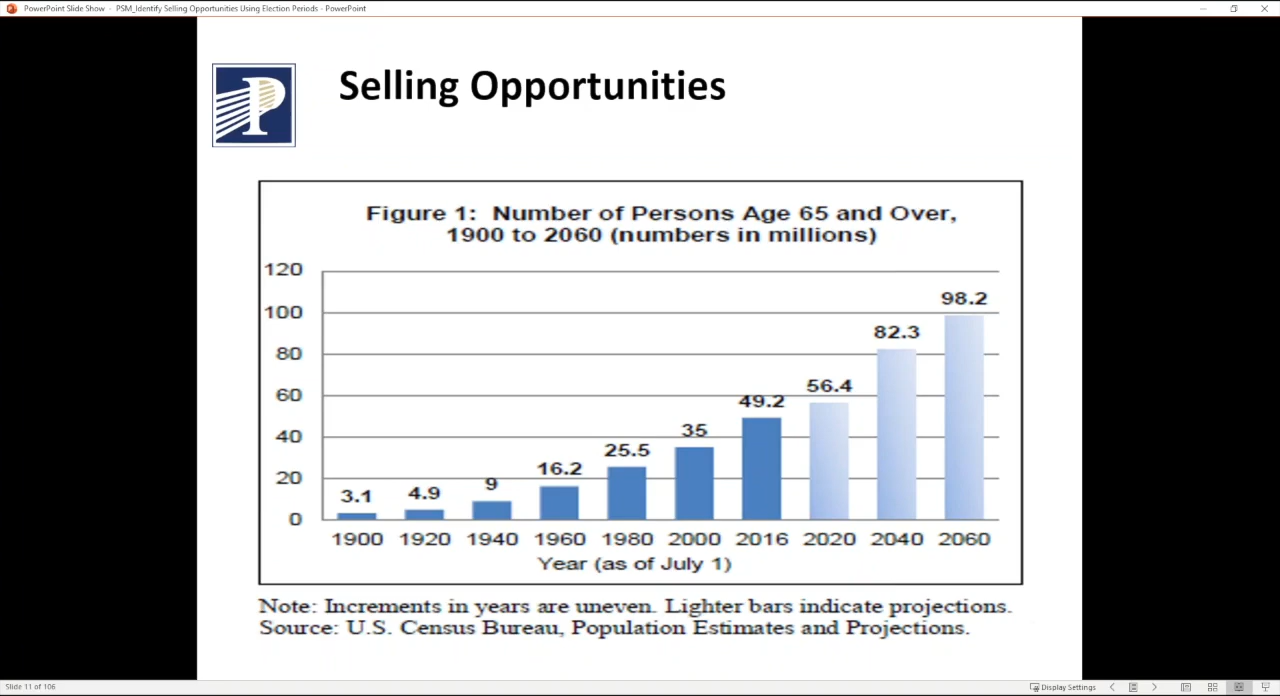 PowerPoint Slide Show - PSM_Identify Selling Opportunities Using Election Periods - PowerPoint
P
Selling Opportunities
Figure 1: Number of Persons Age 65 and Over,
1900 to 2060 (numbers in millions)
120
100
80
60
40
20
0
3.1
4.9
9
16.2
25.5
35
49.2
56.4
82.3
98.2
1900 1920 1940 1960 1980 2000 2016 2020 2040 2060
Year (as of July 1)
Note: Increments in years are uneven. Lighter bars indicate projections.
Source: U.S. Census Bureau, Population Estimates and Projections.
Slide 11 of 106
Display Settings